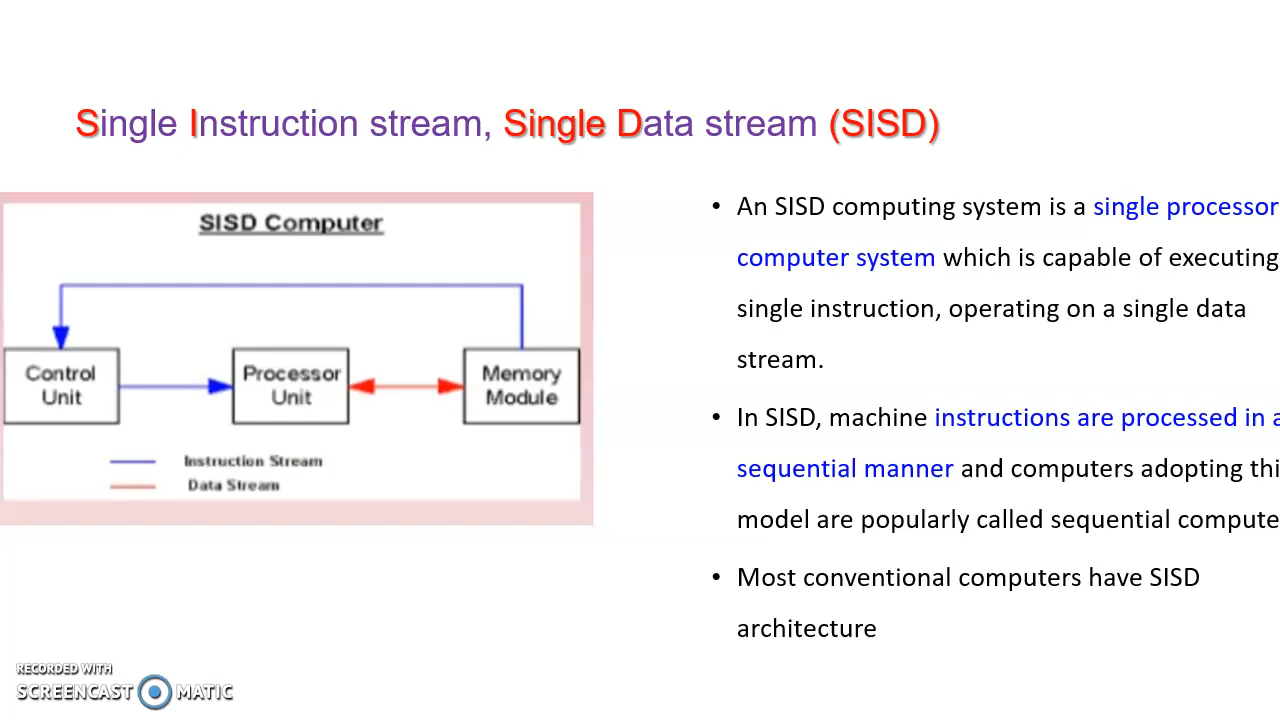 Single Instruction stream, Single Data stream (SISD)
SISD Computer
Control
Unit
Processor
Unit
Memory
Module
Instruction Stream
Data Stream
• An SISD computing system is a single processor
computer system which is capable of executing
single instruction, operating on a single data
stream.
• In SISD, machine instructions are processed in a
sequential manner and computers adopting thi
model are popularly called sequential compute
• Most conventional computers have SISD
architecture
RECORDED WITH
SCREENCAST MATIC